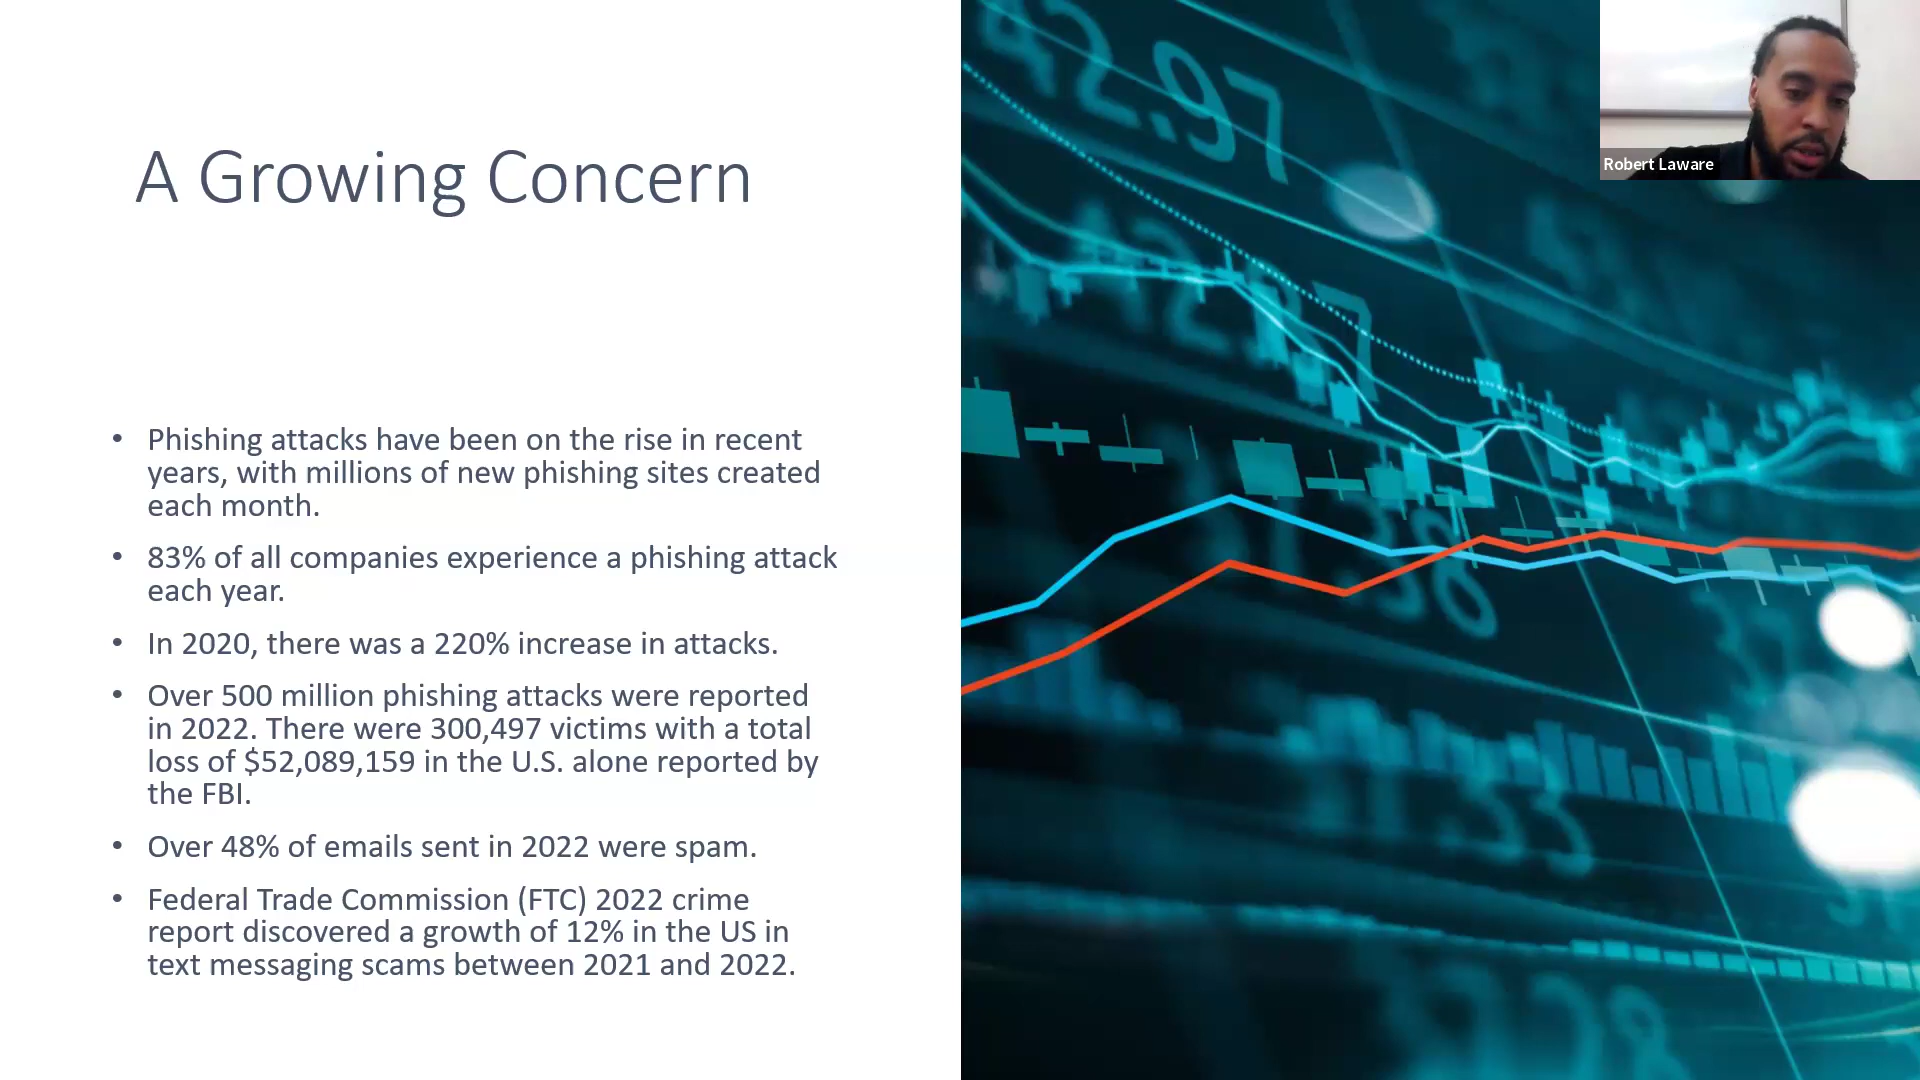 A Growing Concern
• Phishing attacks have been on the rise in recent
years, with millions of new phishing sites created
each month.
• 83% of all companies experience a phishing attack
each year.
• In 2020, there was a 220% increase in attacks.
• Over 500 million phishing attacks were reported
in 2022. There were 300,497 victims with a total
loss of $52,089,159 in the U.S. alone reported by
the FBI.
• Over 48% of emails sent in 2022 were spam.
• Federal Trade Commission (FTC) 2022 crime
report discovered a growth of 12% in the US in
text messaging scams between 2021 and 2022.
42.97
Robert Laware